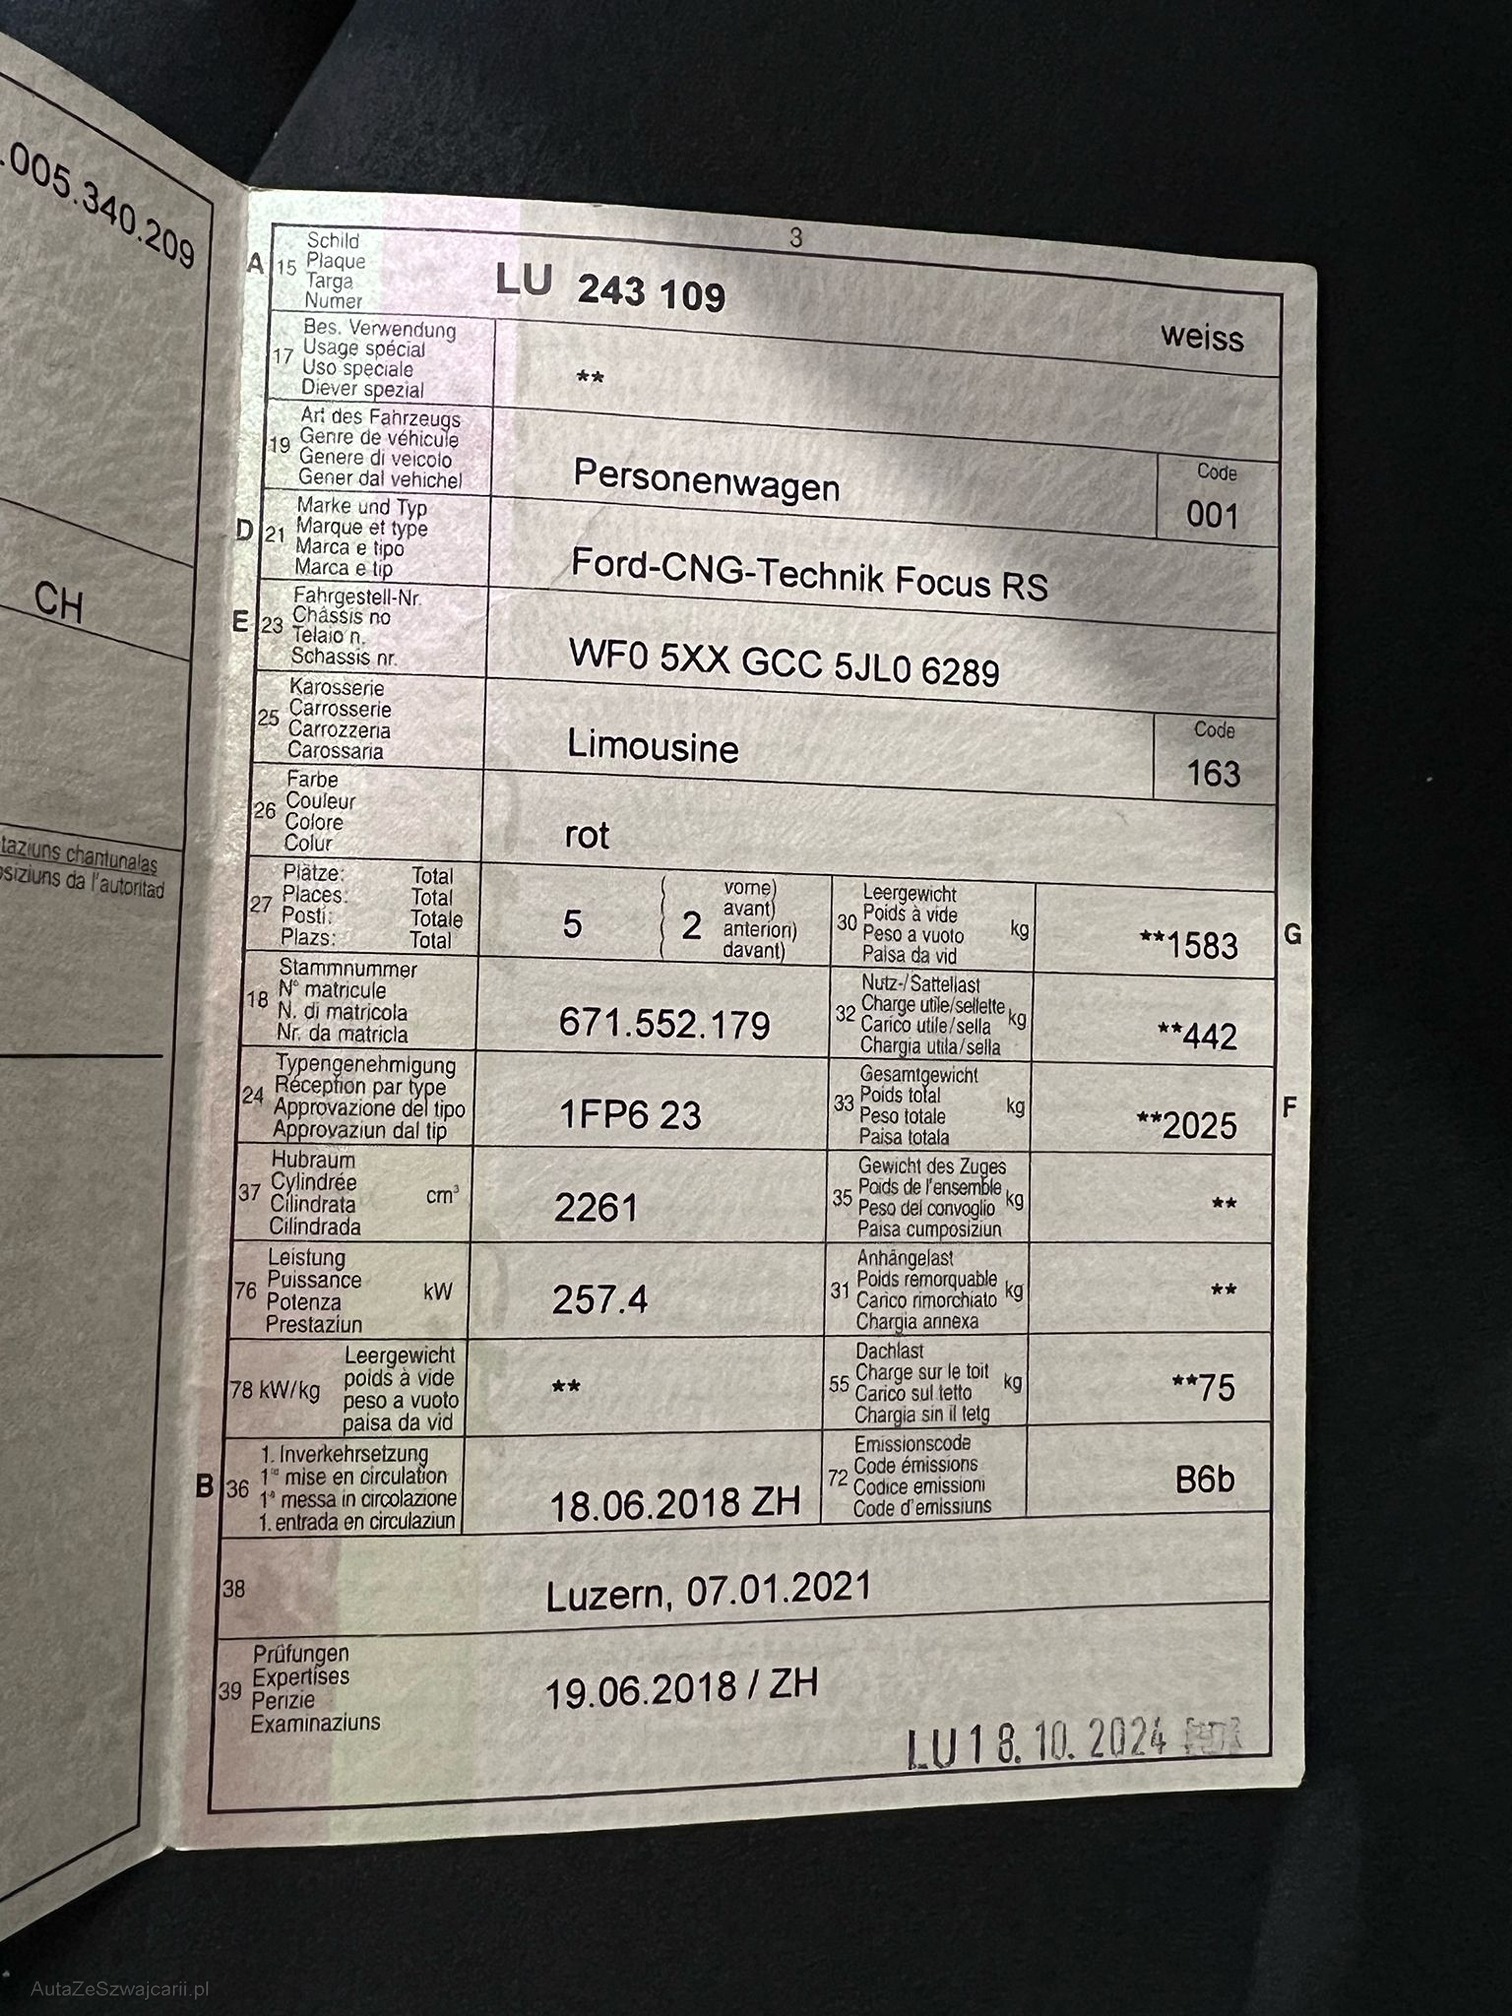 .005.340.209
CH
taziuns chantunalas
osiziuns da l'autoritad
3
A
15
Schild
Plaque
Targa
Numer
LU 243 109
weiss
17
Bes. Verwendung
Usage spécial
Uso speciale
Diever spezial
**
19
Art des Fahrzeugs
Genre de véhicule
Genere di veicolo
Gener dal vehichel
Personenwagen
Code
001
D
21
Marke und Typ
Marque et type
Marca e tipo
Marca e tip
Ford-CNG-Technik Focus RS
E
23
Fahrgestell-Nr.
Châssis no
Telaio n.
Schassis nr.
WF0 5XX GCC 5JL0 6289
25
Karosserie
Carrosserie
Carrozzeria
Carossaria
Limousine
Code
163
26
Farbe
Couleur
Colore
Colur
rot
27
Plätze: Total
Places: Total
Posti: Totale
Plazs: Total
5
2
vorne)
avant)
anteriori)
davant)
30
Leergewicht
Poids à vide
Peso a vuoto
Paisa da vid
kg
**1583
G
18
Stammnummer
N° matricule
N. di matricola
Nr. da matricla
671.552.179
32
Nutz-/Sattellast
Charge utile/sellette
Carico utile/sella
Chargia utila/sella
kg
**442
24
Typengenehmigung
Réception par type
Approvazione del tipo
Approvaziun dal tip
1FP6 23
33
Gesamtgewicht
Poids total
Peso totale
Paisa totala
kg
**2025
F
37
Hubraum
Cylindrée
Cilindrata
Cilindrada
cm³
2261
35
Gewicht des Zuges
Poids de l'ensemble
Peso del convoglio
Paisa cumposiziun
kg
**
76
Leistung
Puissance
Potenza
Prestaziun
kW
257.4
31
Anhängelast
Poids remorquable
Carico rimorchiato
Chargia annexa
kg
**
78 kW/kg
Leergewicht
poids à vide
peso a vuoto
paisa da vid
**
55
Dachlast
Charge sur le toit
Carico sul tetto
Chargia sin il tetg
kg
**75
B
36
1. Inverkehrsetzung
1re mise en circulation
1a messa in circolazione
1. entrada en circulaziun
18.06.2018 ZH
72
Emissionscode
Code émissions
Codice emissioni
Code d'emissiuns
B6b
38
Luzern, 07.01.2021
39
Prüfungen
Expertises
Perizie
Examinaziuns
19.06.2018 / ZH
LU 18. 10. 2024
AutaZeSzwajcarii.pl